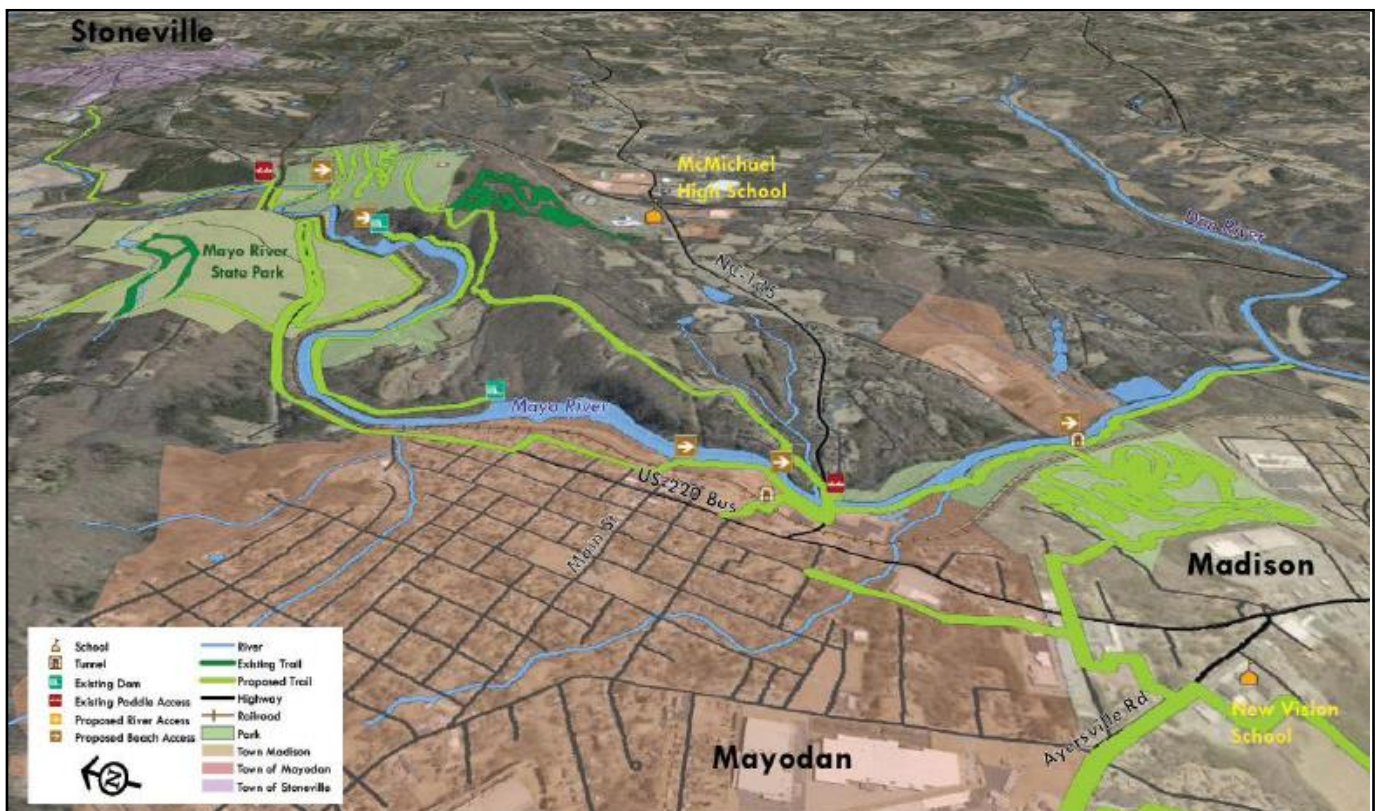 Stoneville
McMichael
High School
Mayo River
State Park
Dan River
NC-135
Mayo River
US-220 Bus
Main St
Madison
Ayersville Rd
New Vision
School
Mayodan
School
Tunnel
Existing Dam
Existing Paddle Access
Proposed River Access
Proposed Beach Access
N
River
Existing Trail
Proposed Trail
Highway
Railroad
Park
Town Madison
Town of Mayodan
Town of Stoneville